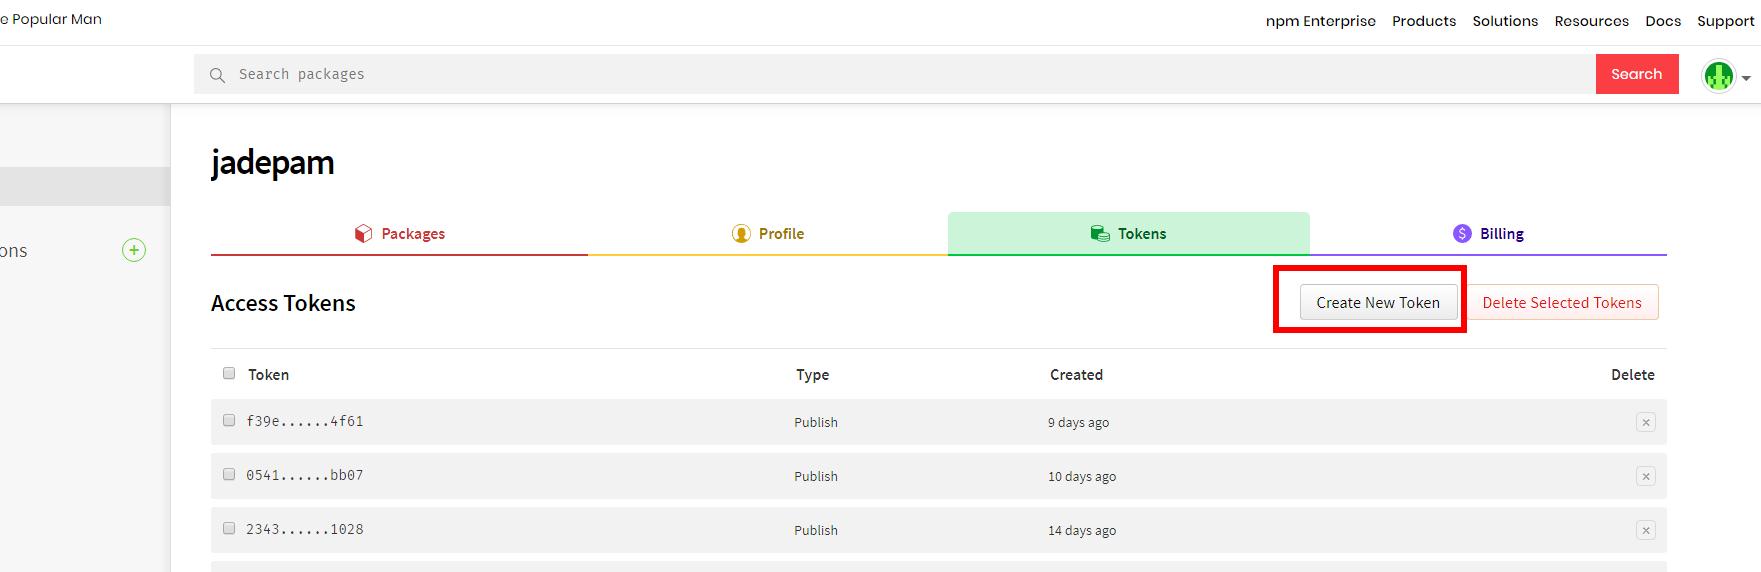 e Popular Man
npm Enterprise Products Solutions Resources Docs Support
Search packages Search
jadepam
ons
Packages Profile Tokens Billing
Access Tokens Create New Token Delete Selected Tokens
Token Type Created Delete
f39e......4f61 Publish 9 days ago
0541......bb07 Publish 10 days ago
2343......1028 Publish 14 days ago